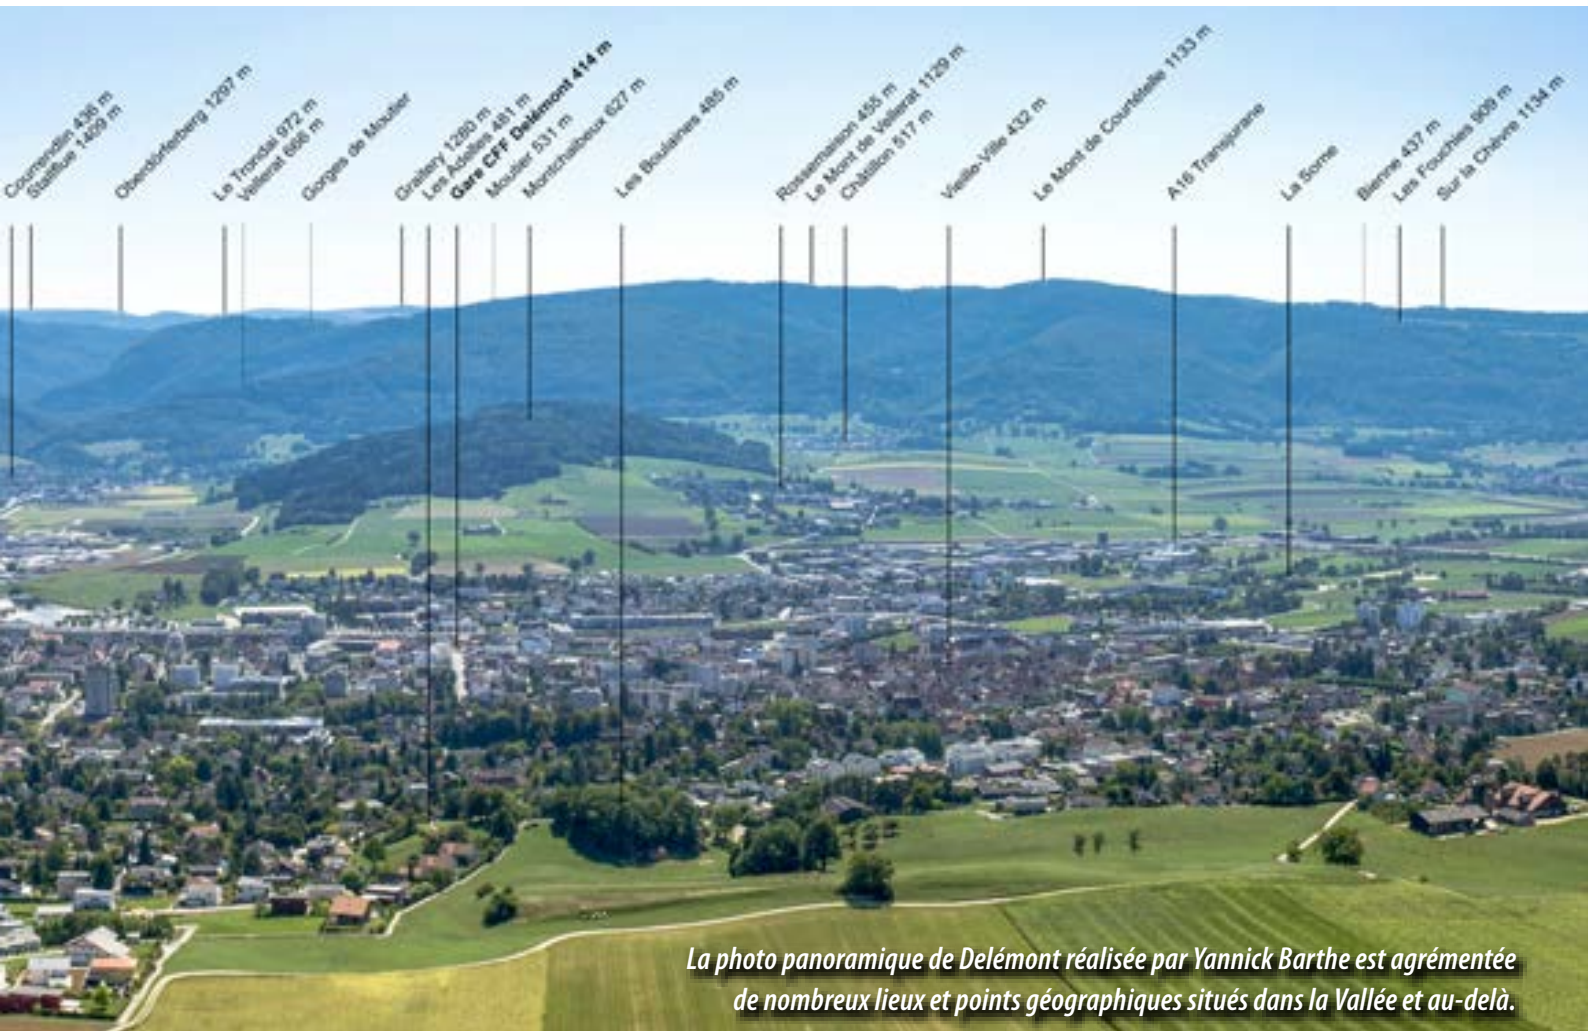 Courrendlin 436 m
Stallflue 1409 m
Oberdörferberg 1297 m
Le Trondai 972 m
Vellerat 666 m
Gorges de Moutier
Graitery 1280 m
Les Adelles 481 m
Gare CFF Delémont 414 m
Moutier 531 m
Montchaibeux 627 m
Les Boulaines 485 m
Rossemaison 455 m
Le Mont de Vellerat 1129 m
Châtillon 517 m
Vieille-Ville 432 m
Le Mont de Courtételle 1133 m
A16 Transjurane
La Sorne
Bienne 437 m
Les Fouchies 909 m
Sur la Chèvre 1134 m
La photo panoramique de Delémont réalisée par Yannick Barthe est agrémentée
de nombreux lieux et points géographiques situés dans la Vallée et au-delà.